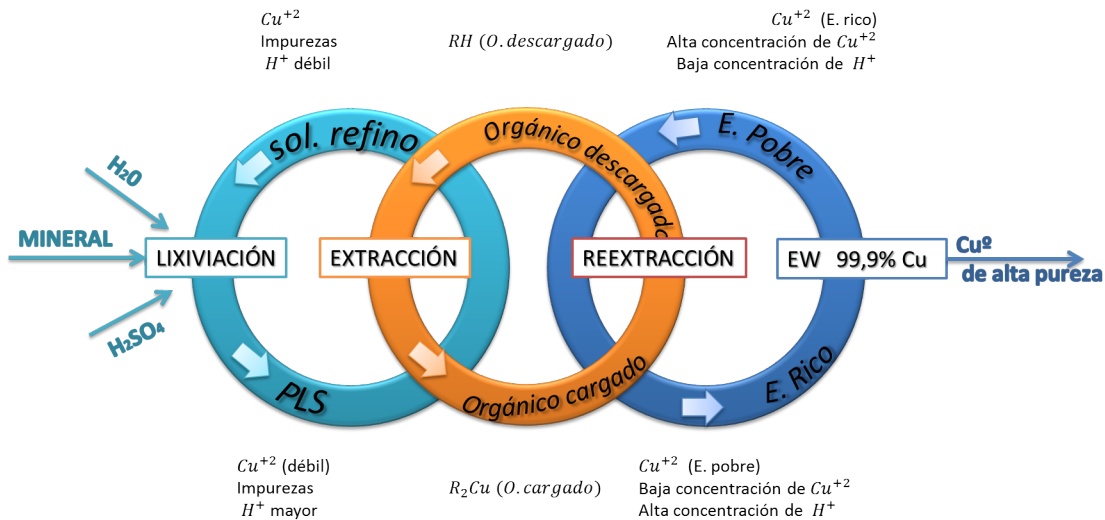 Cu⁺²
Impurezas
H⁺ débil
RH (O. descargado)
Cu⁺² (E. rico)
Alta concentración de Cu⁺²
Baja concentración de H⁺
sol. refino
Orgánico descargado
E. Pobre
H₂0
MINERAL
H₂SO₄
LIXIVIACIÓN
EXTRACCIÓN
REEXTRACCIÓN
EW 99,9% Cu
Cuº
de alta pureza
PLS
Orgánico cargado
E. Rico
Cu⁺² (débil)
Impurezas
H⁺ mayor
R₂Cu (O. cargado)
Cu⁺² (E. pobre)
Baja concentración de Cu⁺²
Alta concentración de H⁺